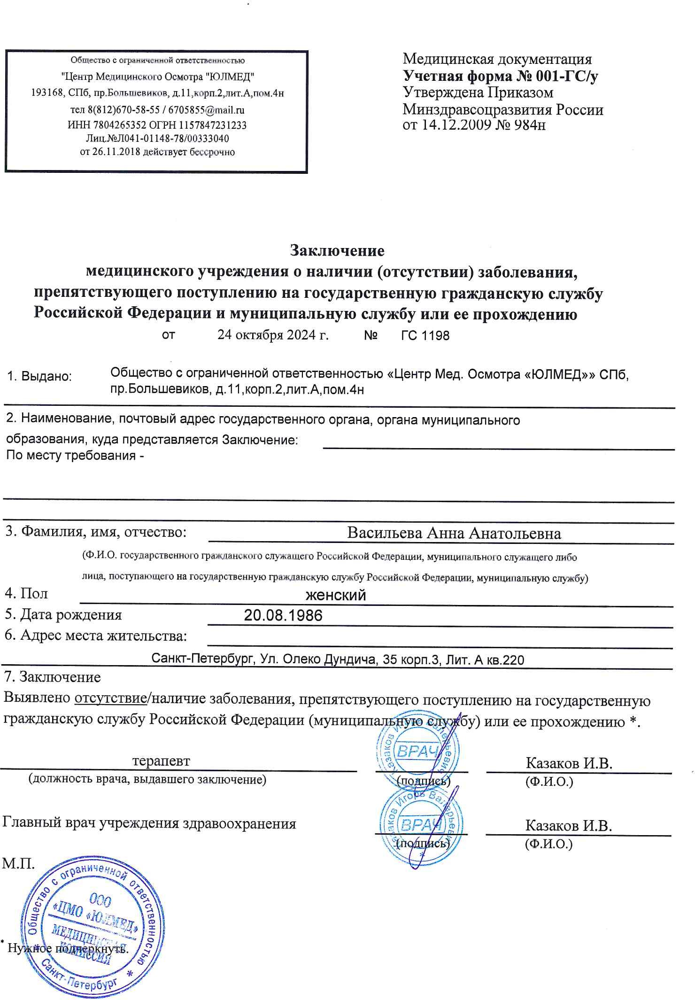 Общество с ограниченной ответственностью
"Центр Медицинского Осмотра "ЮЛМЕД"
193168, СПб, пр.Большевиков, д.11,корп.2,лит.А,пом.4н
тел 8(812)670-58-55 / 6705855@mail.ru
ИНН 7804265352 ОГРН 1157847231233
Лиц.№Л041-01148-78/00333040
от 26.11.2018 действует бессрочно
Медицинская документация
Учетная форма № 001-ГС/у
Утверждена Приказом
Минздравсоцразвития России
от 14.12.2009 № 984н
Заключение
медицинского учреждения о наличии (отсутствии) заболевания,
препятствующего поступлению на государственную гражданскую службу
Российской Федерации и муниципальную службу или ее прохождению
от 24 октября 2024 г. № ГС 1198
1. Выдано: Общество с ограниченной ответственностью «Центр Мед. Осмотра «ЮЛМЕД»» СПб,
пр.Большевиков, д.11,корп.2,лит.А,пом.4н
2. Наименование, почтовый адрес государственного органа, органа муниципального
образования, куда представляется Заключение:
По месту требования -
3. Фамилия, имя, отчество: Васильева Анна Анатольевна
(Ф.И.О. государственного гражданского служащего Российской Федерации, муниципального служащего либо
лица, поступающего на государственную гражданскую службу Российской Федерации, муниципальную службу)
4. Пол женский
5. Дата рождения 20.08.1986
6. Адрес места жительства:
Санкт-Петербург, Ул. Олеко Дундича, 35 корп.3, Лит. А кв.220
7. Заключение
Выявлено отсутствие/наличие заболевания, препятствующего поступлению на государственную
гражданскую службу Российской Федерации (муниципальную службу) или ее прохождению *.
Казаков Игорь Валерьевич *
ВРАЧ
терапевт Казаков И.В.
(должность врача, выдавшего заключение) (подпись) (Ф.И.О.)
Казаков Игорь Валерьевич *
ВРАЧ
Главный врач учреждения здравоохранения Казаков И.В.
(подпись) (Ф.И.О.)
М.П.
Общество с ограниченной ответственностью
* Санкт-Петербург *
ООО
«ЦМО «ЮЛМЕД»
МЕДИЦИНСКАЯ
КОМИССИЯ
* Нужное подчеркнуть.